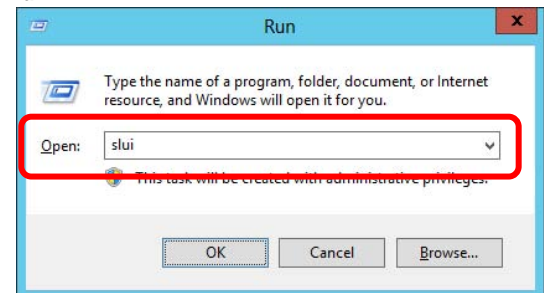 Run
x
Type the name of a program, folder, document, or Internet
resource, and Windows will open it for you.
Open: slui
This task will be created with administrative privileges.
OK Cancel Browse...